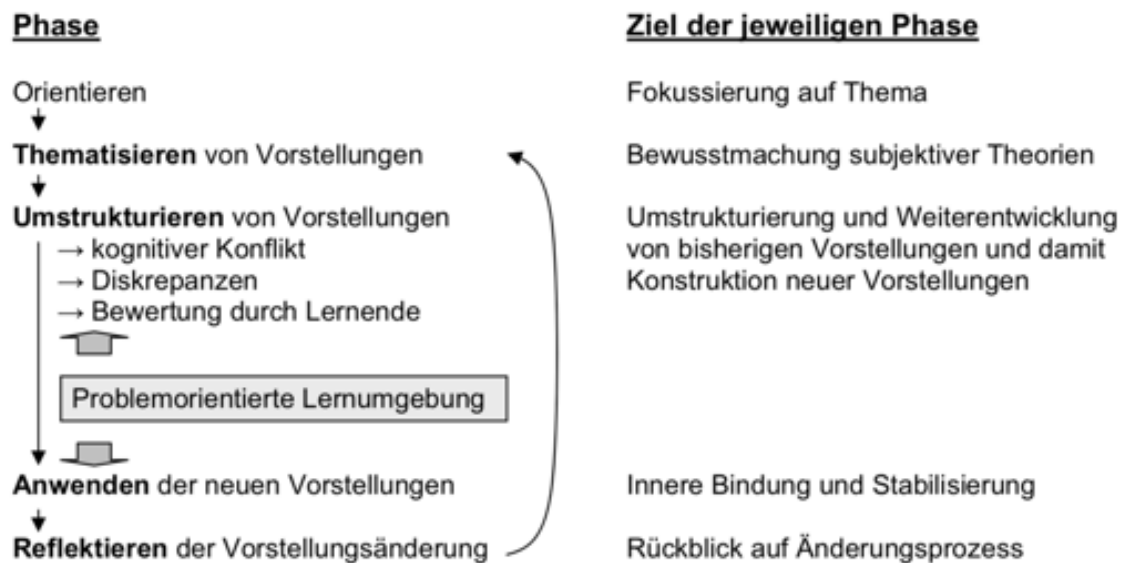 Phase
Ziel der jeweiligen Phase
Orientieren
Fokussierung auf Thema
Thematisieren von Vorstellungen
Bewusstmachung subjektiver Theorien
Umstrukturieren von Vorstellungen
→ kognitiver Konflikt
→ Diskrepanzen
→ Bewertung durch Lernende
Umstrukturierung und Weiterentwicklung
von bisherigen Vorstellungen und damit
Konstruktion neuer Vorstellungen
Problemorientierte Lernumgebung
Anwenden der neuen Vorstellungen
Innere Bindung und Stabilisierung
Reflektieren der Vorstellungsänderung
Rückblick auf Änderungsprozess